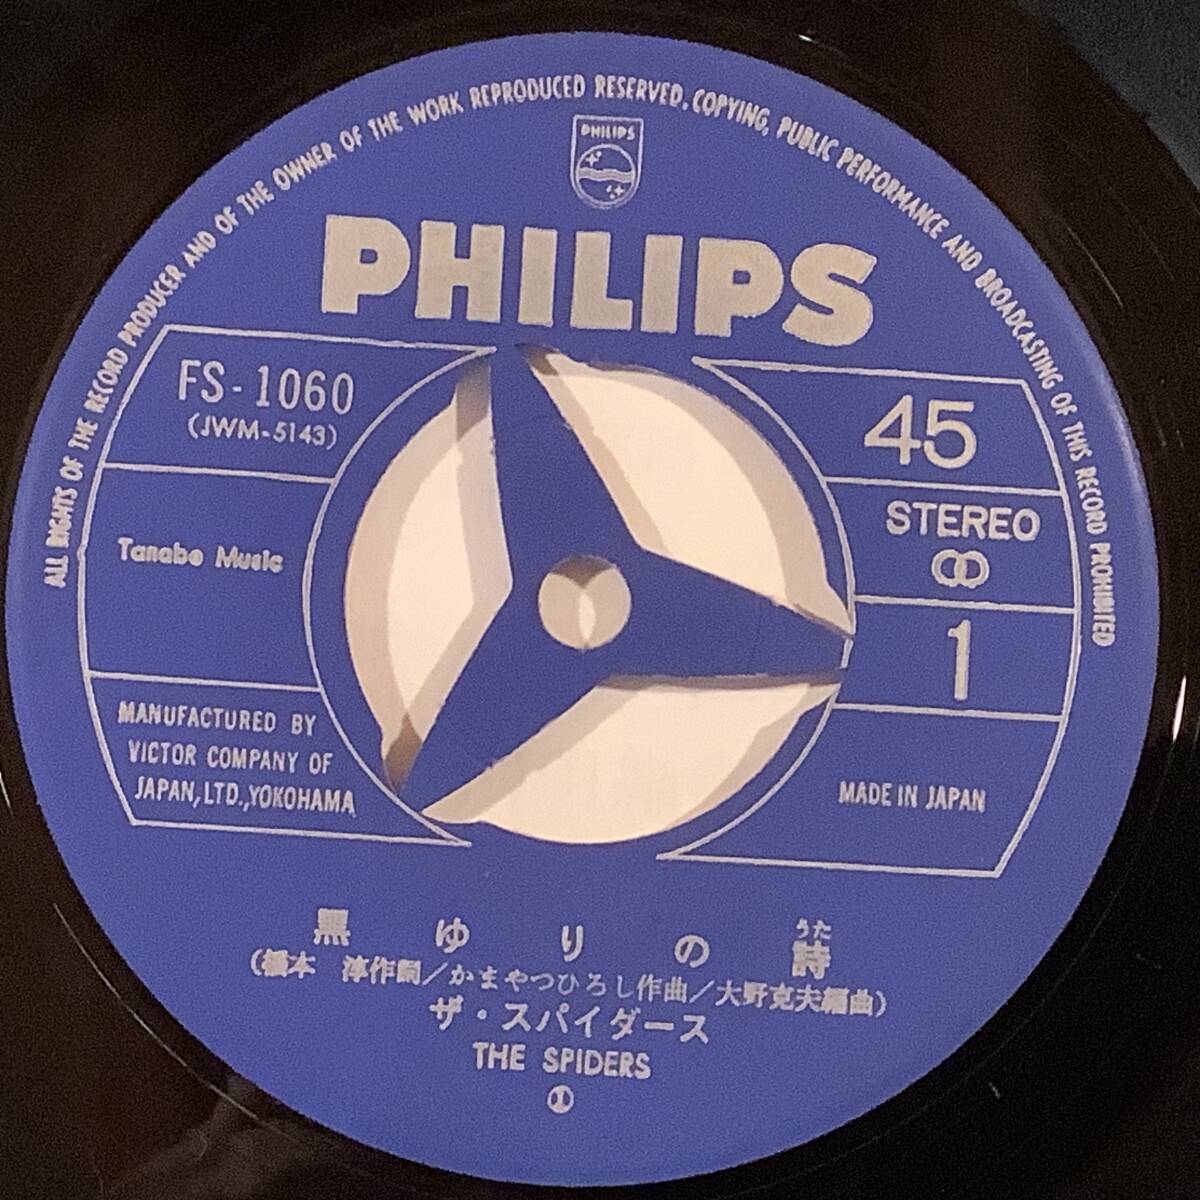 ALL RIGHTS OF THE RECORD PRODUCER AND OF THE OWNER OF THE WORK REPRODUCED RESERVED. COPYING, PUBLIC PERFORMANCE AND BROADCASTING OF THIS RECORD PROHIBITED
PHILIPS
PHILIPS
FS-1060
(JWM-5143)
45
STEREO
Tanabe Music
1
MANUFACTURED BY
VICTOR COMPANY OF
JAPAN, LTD., YOKOHAMA
MADE IN JAPAN
うた
黒ゆりの詩
(橋本 淳作詞/かまやつひろし作曲/大野克夫編曲)
ザ・スパイダース
THE SPIDERS
①